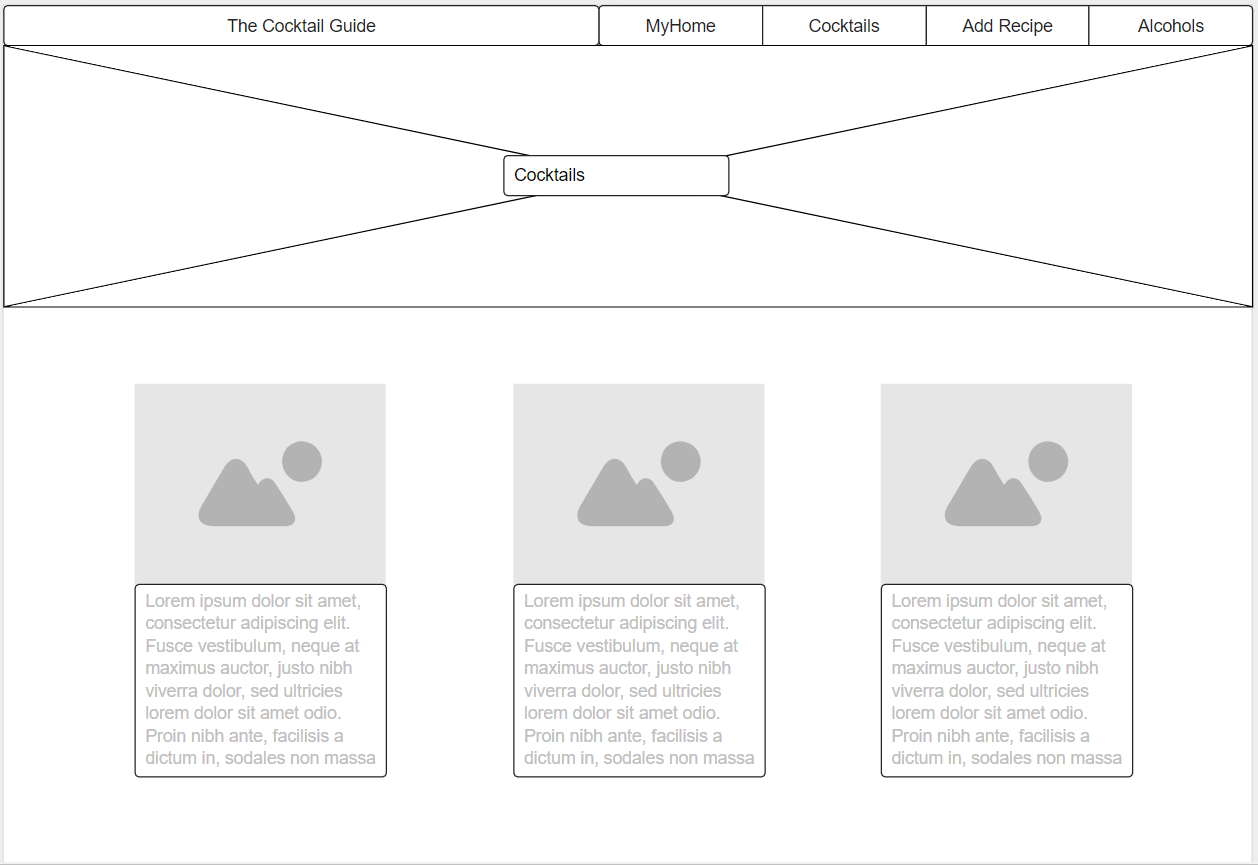 The Cocktail Guide MyHome Cocktails Add Recipe Alcohols
Cocktails
Lorem ipsum dolor sit amet,
consectetur adipiscing elit.
Fusce vestibulum, neque at
maximus auctor, justo nibh
viverra dolor, sed ultricies
lorem dolor sit amet odio.
Proin nibh ante, facilisis a
dictum in, sodales non massa
Lorem ipsum dolor sit amet,
consectetur adipiscing elit.
Fusce vestibulum, neque at
maximus auctor, justo nibh
viverra dolor, sed ultricies
lorem dolor sit amet odio.
Proin nibh ante, facilisis a
dictum in, sodales non massa
Lorem ipsum dolor sit amet,
consectetur adipiscing elit.
Fusce vestibulum, neque at
maximus auctor, justo nibh
viverra dolor, sed ultricies
lorem dolor sit amet odio.
Proin nibh ante, facilisis a
dictum in, sodales non massa